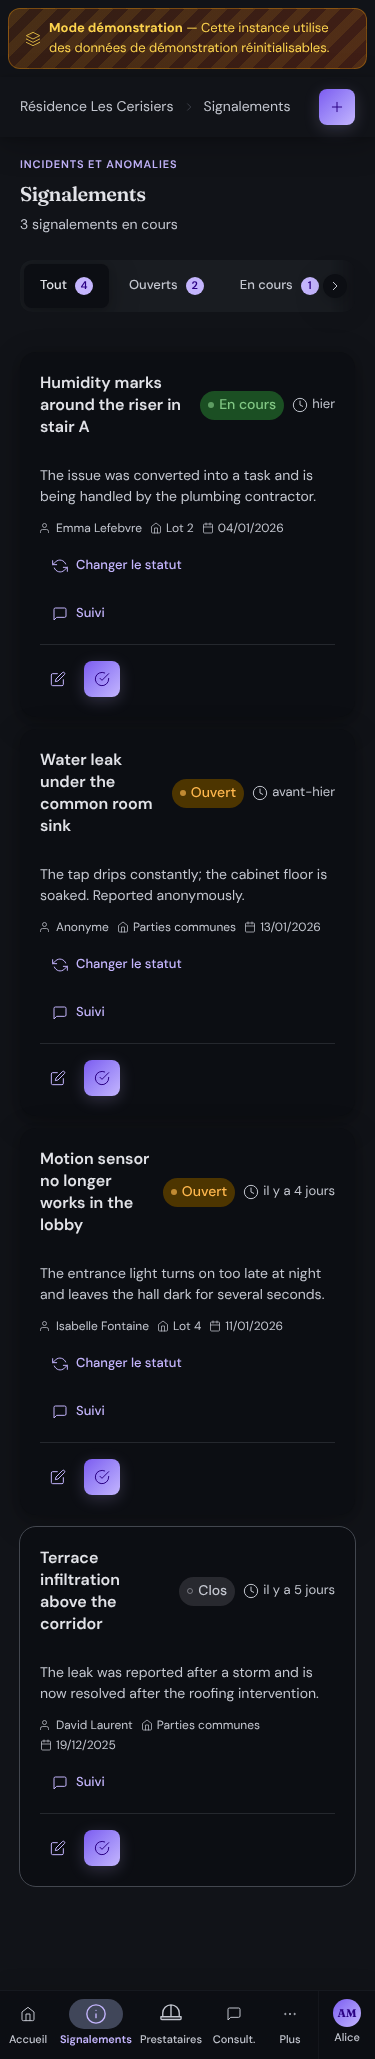 Mode démonstration — Cette instance utilise
des données de démonstration réinitialisables.
Résidence Les Cerisiers > Signalements +
INCIDENTS ET ANOMALIES
Signalements
3 signalements en cours
Tout 4 Ouverts 2 En cours 1
Humidity marks
around the riser in
stair A
En cours hier
The issue was converted into a task and is
being handled by the plumbing contractor.
Emma Lefebvre Lot 2 04/01/2026
Changer le statut
Suivi
Water leak
under the
common room
sink
Ouvert avant-hier
The tap drips constantly; the cabinet floor is
soaked. Reported anonymously.
Anonyme Parties communes 13/01/2026
Changer le statut
Suivi
Motion sensor
no longer
works in the
lobby
Ouvert il y a 4 jours
The entrance light turns on too late at night
and leaves the hall dark for several seconds.
Isabelle Fontaine Lot 4 11/01/2026
Changer le statut
Suivi
Terrace
infiltration
above the
corridor
Clos il y a 5 jours
The leak was reported after a storm and is
now resolved after the roofing intervention.
David Laurent Parties communes
19/12/2025
Suivi
AM
Accueil Signalements Prestataires Consult. Plus Alice